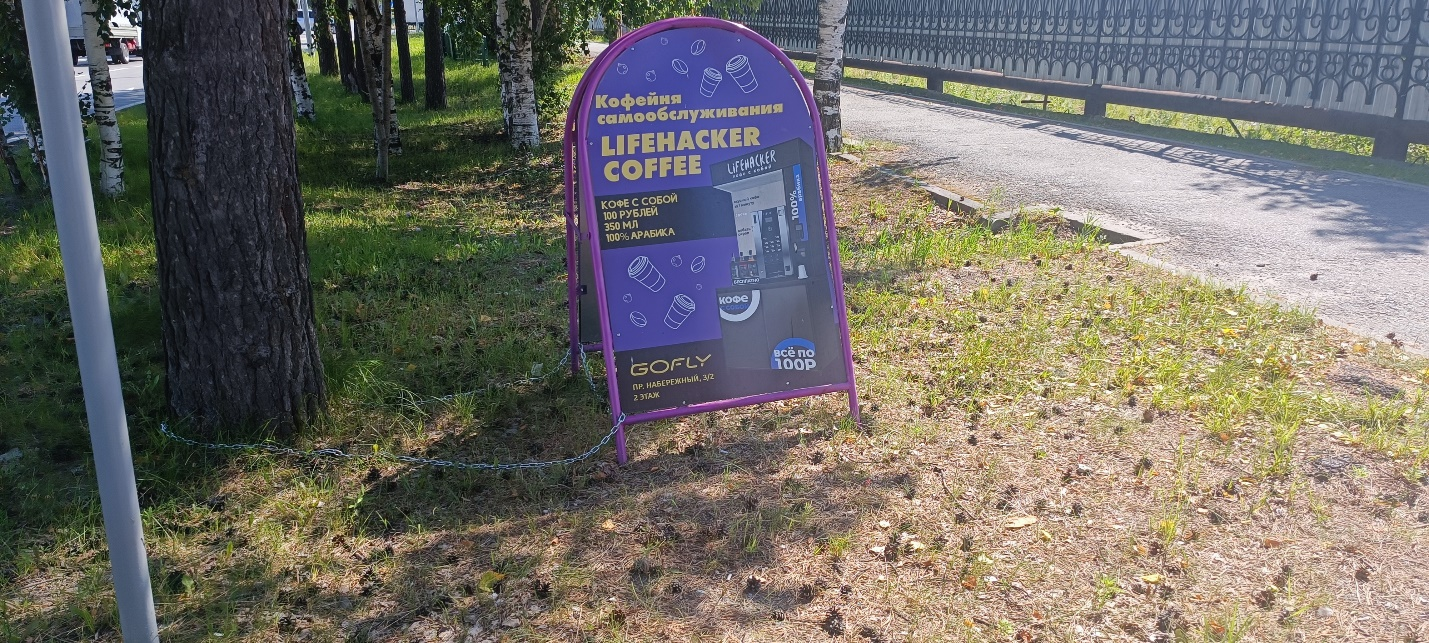 Кофейня
самообслуживания
LIFEHACKER
COFFEE
LIFEHACKER
100%
КОФЕ С СОБОЙ
100 РУБЛЕЙ
350 МЛ
100% АРАБИКА
БЕСПЛАТНО
КОФЕ
ВСЁ ПО
100Р
GOFLY
ПР. НАБЕРЕЖНЫЙ, 3/2
2 ЭТАЖ